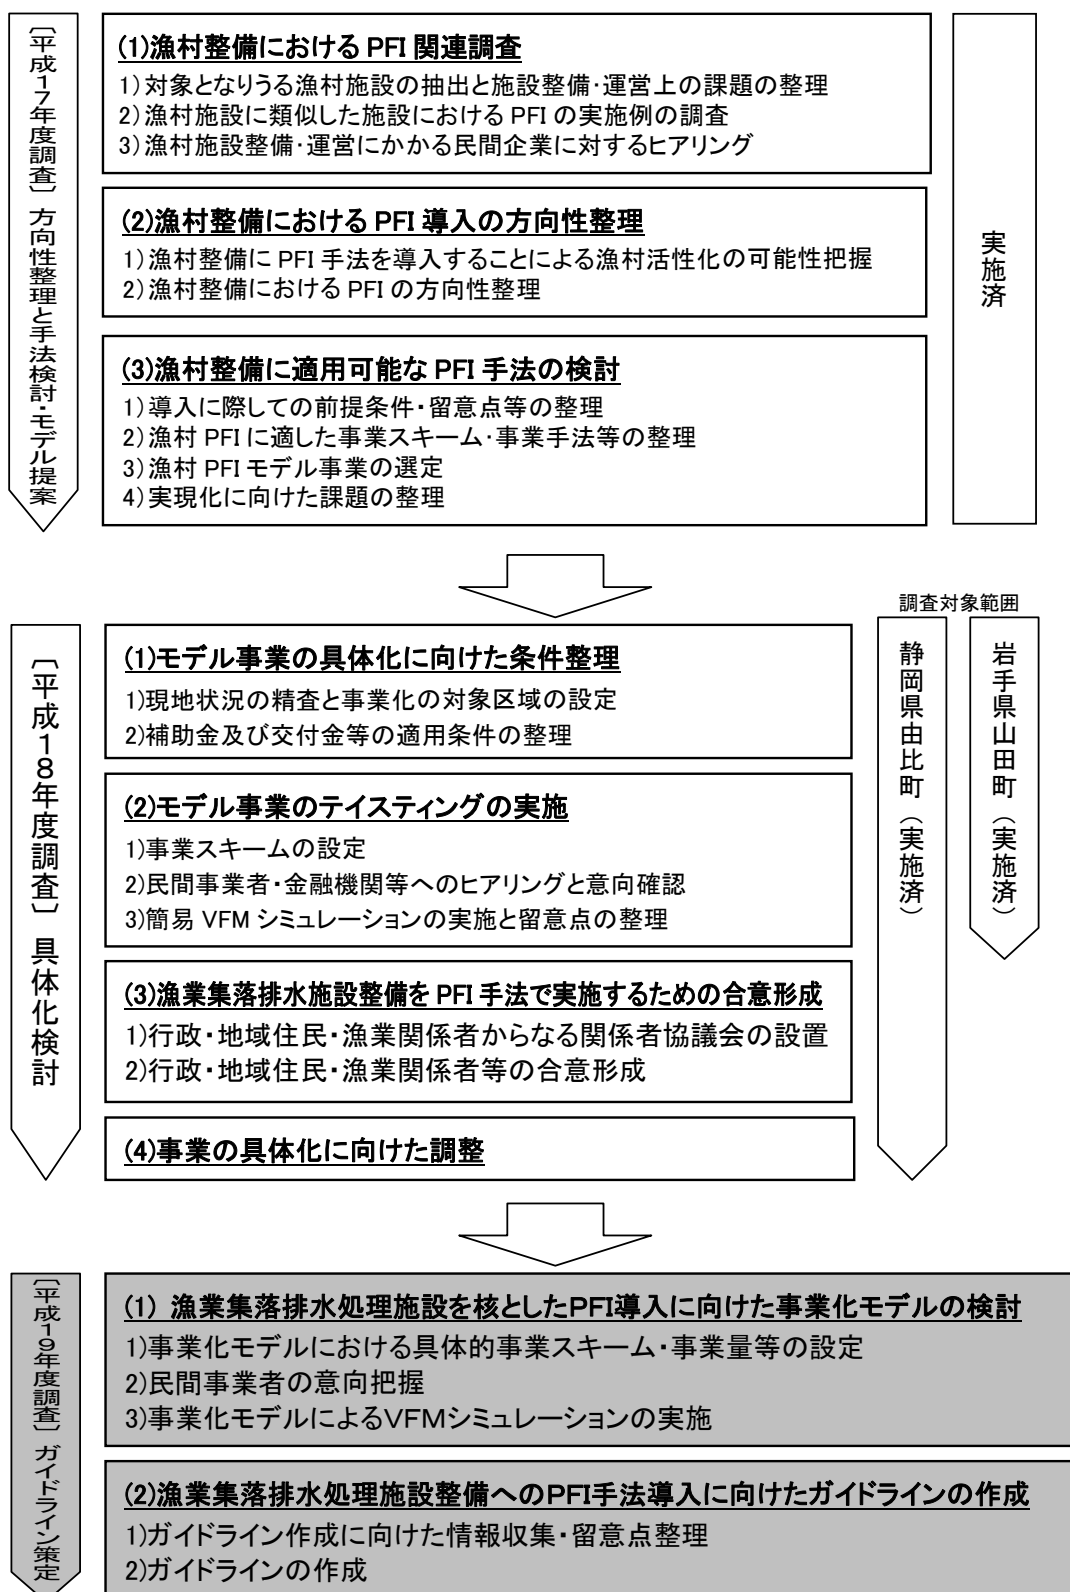 〔平成17年度調査〕 方向性整理と手法検討・モデル提案
(1)漁村整備における PFI 関連調査
1)対象となりうる漁村施設の抽出と施設整備・運営上の課題の整理
2)漁村施設に類似した施設における PFI の実施例の調査
3)漁村施設整備・運営にかかる民間企業に対するヒアリング
(2)漁村整備における PFI 導入の方向性整理
1)漁村整備に PFI 手法を導入することによる漁村活性化の可能性把握
2)漁村整備における PFI の方向性整理
(3)漁村整備に適用可能な PFI 手法の検討
1)導入に際しての前提条件・留意点等の整理
2)漁村 PFI に適した事業スキーム・事業手法等の整理
3)漁村 PFI モデル事業の選定
4)実現化に向けた課題の整理
実施済
〔平成18年度調査〕 具体化検討
(1)モデル事業の具体化に向けた条件整理
1)現地状況の精査と事業化の対象区域の設定
2)補助金及び交付金等の適用条件の整理
(2)モデル事業のテイスティングの実施
1)事業スキームの設定
2)民間事業者・金融機関等へのヒアリングと意向確認
3)簡易 VFM シミュレーションの実施と留意点の整理
(3)漁業集落排水施設整備を PFI 手法で実施するための合意形成
1)行政・地域住民・漁業関係者からなる関係者協議会の設置
2)行政・地域住民・漁業関係者等の合意形成
(4)事業の具体化に向けた調整
調査対象範囲
静岡県由比町(実施済)
岩手県山田町(実施済)
〔平成19年度調査〕 ガイドライン策定
(1) 漁業集落排水処理施設を核としたPFI導入に向けた事業化モデルの検討
1)事業化モデルにおける具体的事業スキーム・事業量等の設定
2)民間事業者の意向把握
3)事業化モデルによるVFMシミュレーションの実施
(2)漁業集落排水処理施設整備へのPFI手法導入に向けたガイドラインの作成
1)ガイドライン作成に向けた情報収集・留意点整理
2)ガイドラインの作成